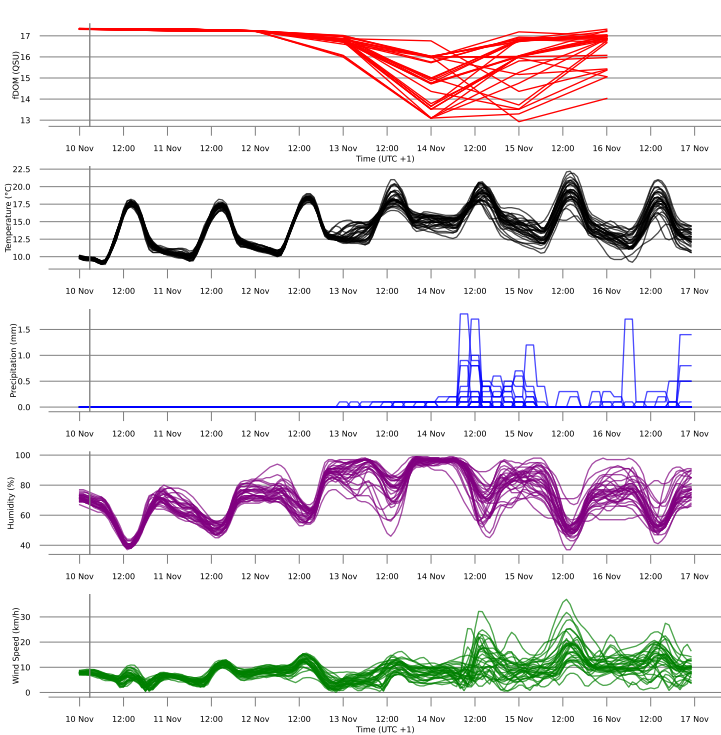 fDOM (QSU)
17
16
15
14
13
10 Nov 12:00 11 Nov 12:00 12 Nov 12:00 13 Nov 12:00 14 Nov 12:00 15 Nov 12:00 16 Nov 12:00 17 Nov
Time (UTC +1)
Temperature (°C)
22.5
20.0
17.5
15.0
12.5
10.0
10 Nov 12:00 11 Nov 12:00 12 Nov 12:00 13 Nov 12:00 14 Nov 12:00 15 Nov 12:00 16 Nov 12:00 17 Nov
Precipitation (mm)
1.5
1.0
0.5
0.0
10 Nov 12:00 11 Nov 12:00 12 Nov 12:00 13 Nov 12:00 14 Nov 12:00 15 Nov 12:00 16 Nov 12:00 17 Nov
Humidity (%)
100
80
60
40
10 Nov 12:00 11 Nov 12:00 12 Nov 12:00 13 Nov 12:00 14 Nov 12:00 15 Nov 12:00 16 Nov 12:00 17 Nov
Wind Speed (km/h)
30
20
10
0
10 Nov 12:00 11 Nov 12:00 12 Nov 12:00 13 Nov 12:00 14 Nov 12:00 15 Nov 12:00 16 Nov 12:00 17 Nov
Time (UTC +1)